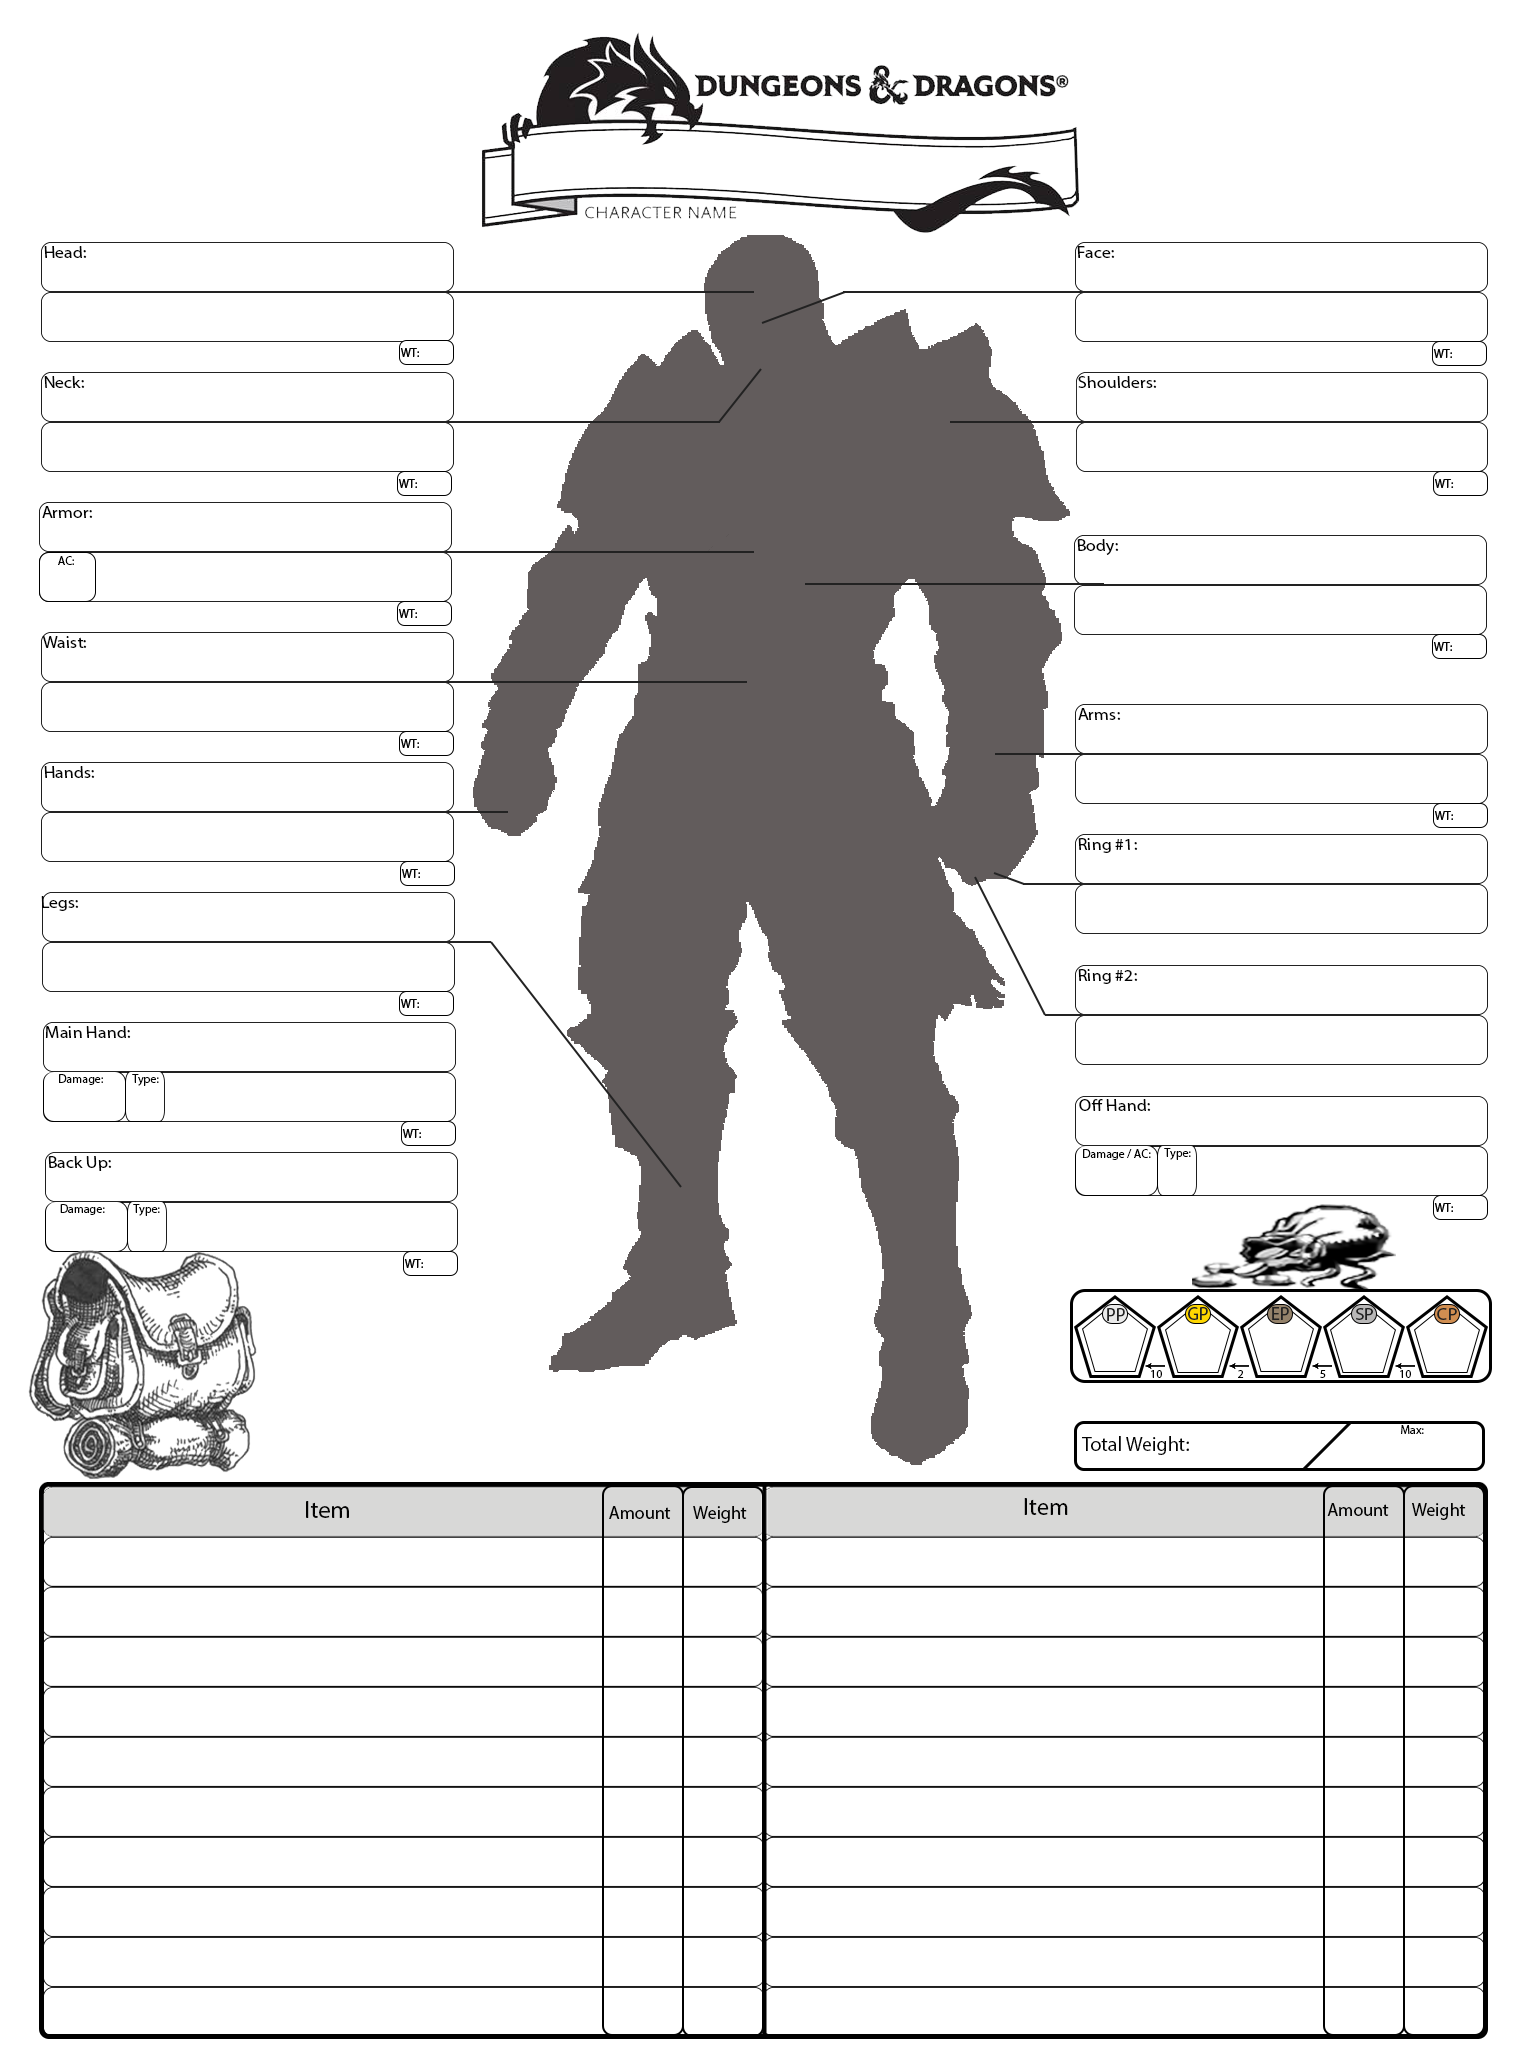 DUNGEONS & DRAGONS®
CHARACTER NAME
Head:
WT:
Neck:
WT:
Armor:
AC:
WT:
Waist:
WT:
Hands:
WT:
Legs:
WT:
Main Hand:
Damage: Type:
WT:
Back Up:
Damage: Type:
WT:
Face:
WT:
Shoulders:
WT:
Body:
WT:
Arms:
WT:
Ring #1:
Ring #2:
Off Hand:
Damage / AC: Type:
WT:
PP GP EP SP CP
10 2 5 10
Total Weight: Max:
Item Amount Weight Item Amount Weight